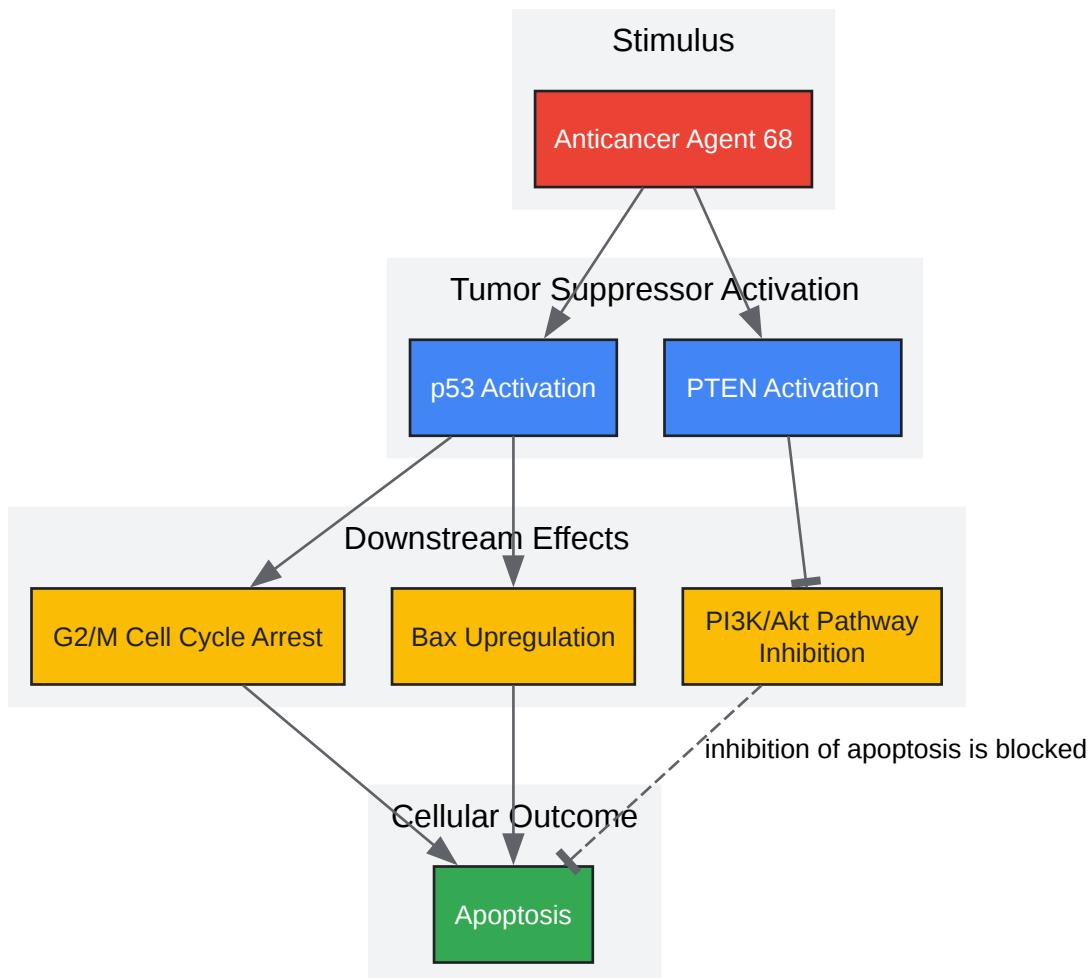 Stimulus
Anticancer Agent 68
Tumor Suppressor Activation
p53 Activation
PTEN Activation
Downstream Effects
G2/M Cell Cycle Arrest
Bax Upregulation
PI3K/Akt Pathway
Inhibition
inhibition of apoptosis is blocked
Cellular Outcome
Apoptosis